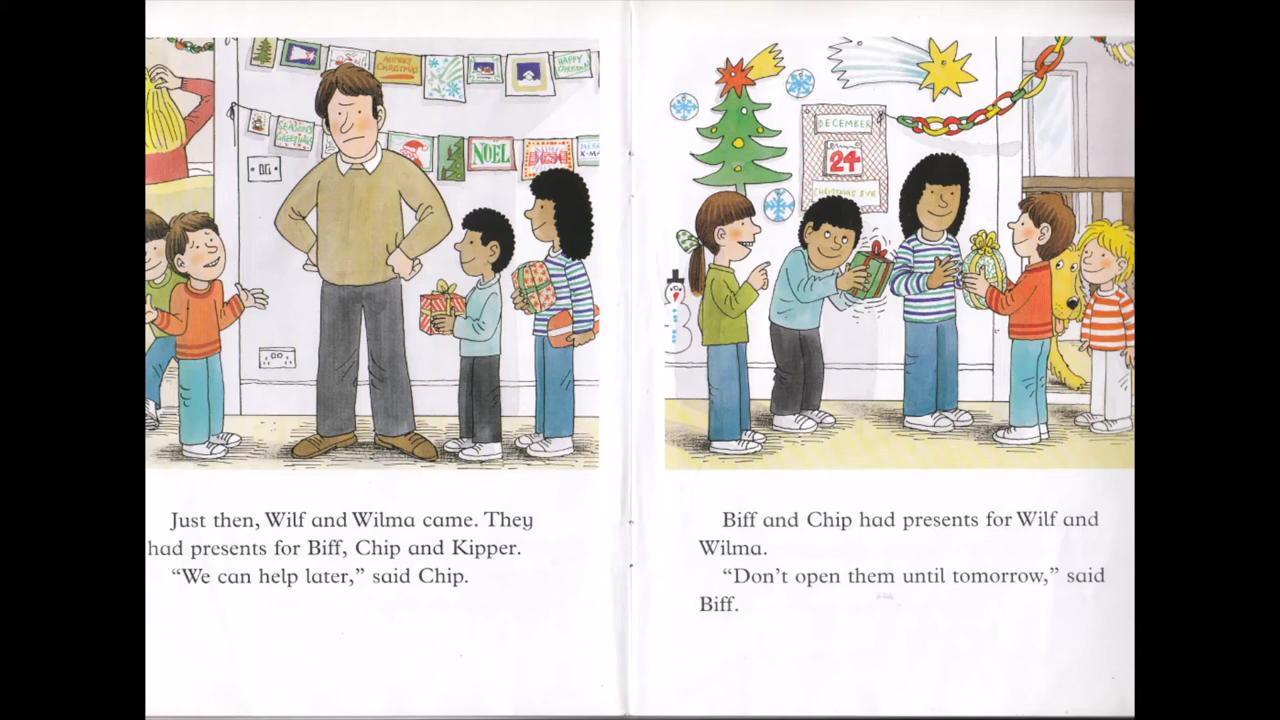 MERRY
CHRISTMAS
HAPPY
SEASONS
GREETINGS
NOEL
MERRY
X-MA
Just then, Wilf and Wilma came. They
had presents for Biff, Chip and Kipper.
“We can help later,” said Chip.
DECEMBER
24
CHRISTMAS EVE
Biff and Chip had presents for Wilf and
Wilma.
“Don’t open them until tomorrow,” said
Biff.